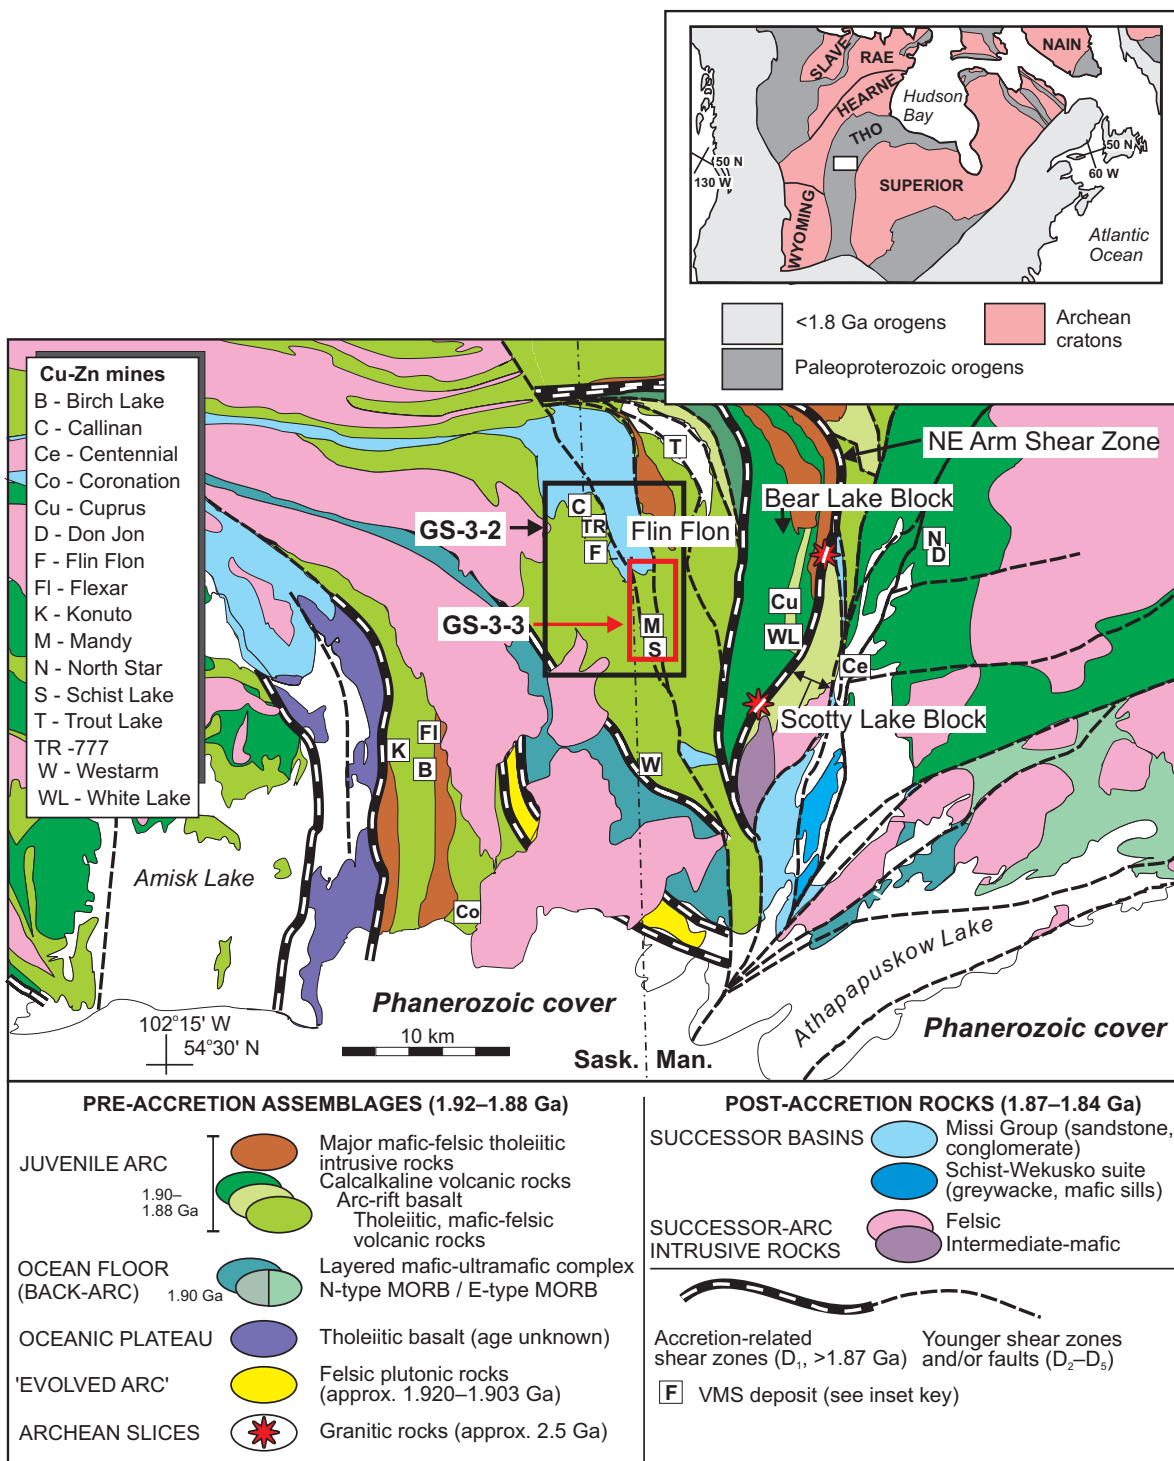 SLAVE
RAE
NAIN
HEARNE
Hudson
Bay
THO
50 N
130 W
50 N
60 W
SUPERIOR
WYOMING
Atlantic
Ocean
<1.8 Ga orogens
Archean
cratons
Paleoproterozoic orogens
Cu-Zn mines
B - Birch Lake
C - Callinan
Ce - Centennial
Co - Coronation
Cu - Cuprus
D - Don Jon
F - Flin Flon
Fl - Flexar
K - Konuto
M - Mandy
N - North Star
S - Schist Lake
T - Trout Lake
TR -777
W - Westarm
WL - White Lake
NE Arm Shear Zone
T
Bear Lake Block
GS-3-2
C
TR
F
Flin Flon
N
D
Cu
GS-3-3
M
WL
S
Ce
Scotty Lake Block
Fl
K
B
W
Amisk Lake
Co
Athapapuskow Lake
Phanerozoic cover
Phanerozoic cover
102°15' W
54°30' N
10 km
Sask.
Man.
PRE-ACCRETION ASSEMBLAGES (1.92–1.88 Ga)
JUVENILE ARC
1.90–
1.88 Ga
Major mafic-felsic tholeiitic
intrusive rocks
Calcalkaline volcanic rocks
Arc-rift basalt
Tholeiitic, mafic-felsic
volcanic rocks
OCEAN FLOOR
(BACK-ARC)
1.90 Ga
Layered mafic-ultramafic complex
N-type MORB / E-type MORB
OCEANIC PLATEAU
Tholeiitic basalt (age unknown)
'EVOLVED ARC'
Felsic plutonic rocks
(approx. 1.920–1.903 Ga)
ARCHEAN SLICES
Granitic rocks (approx. 2.5 Ga)
POST-ACCRETION ROCKS (1.87–1.84 Ga)
SUCCESSOR BASINS
Missi Group (sandstone,
conglomerate)
Schist-Wekusko suite
(greywacke, mafic sills)
SUCCESSOR-ARC
INTRUSIVE ROCKS
Felsic
Intermediate-mafic
Accretion-related
shear zones (D₁, >1.87 Ga)
Younger shear zones
and/or faults (D₂–D₅)
F
VMS deposit (see inset key)